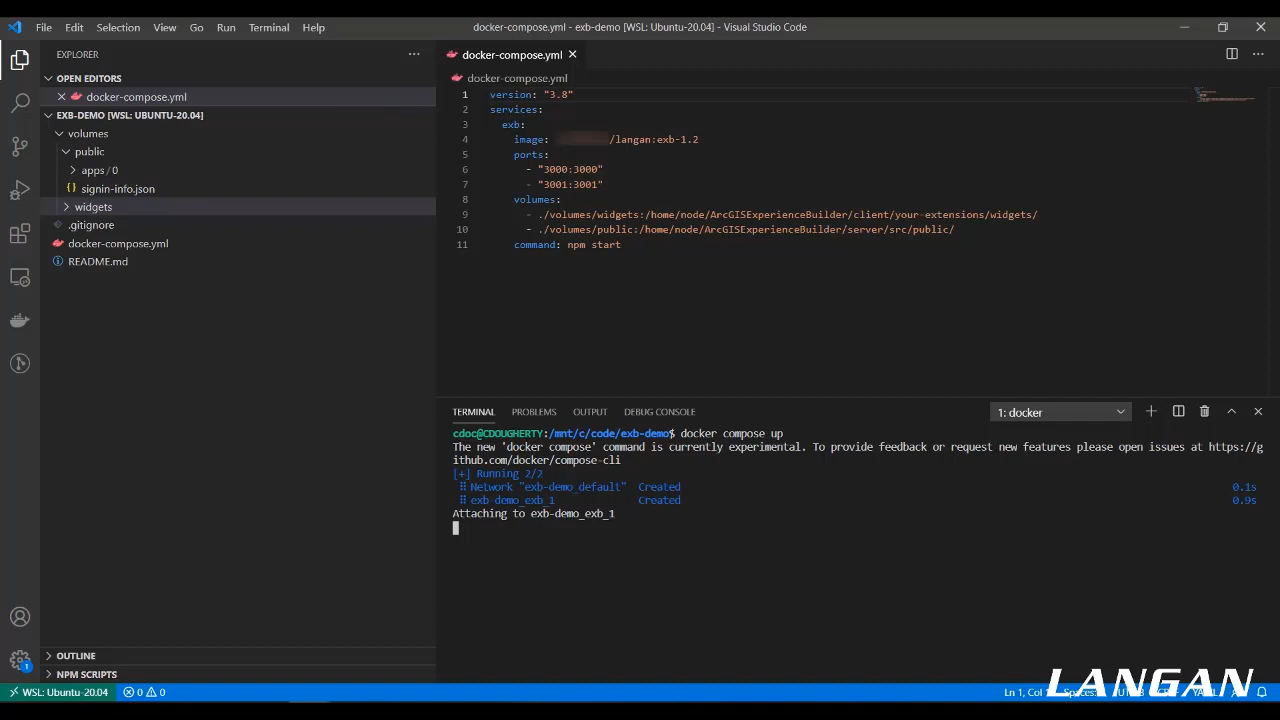 File Edit Selection View Go Run Terminal Help
docker-compose.yml - exb-demo [WSL: Ubuntu-20.04] - Visual Studio Code
EXPLORER
OPEN EDITORS
docker-compose.yml
EXB-DEMO [WSL: UBUNTU-20.04]
volumes
public
apps / 0
{} signin-info.json
widgets
.gitignore
docker-compose.yml
README.md
OUTLINE
NPM SCRIPTS
docker-compose.yml
docker-compose.yml
1 version: "3.8"
2 services:
3 exb:
4 image: /langan:exb-1.2
5 ports:
6 - "3000:3000"
7 - "3001:3001"
8 volumes:
9 - ./volumes/widgets:/home/node/ArcGISExperienceBuilder/client/your-extensions/widgets/
10 - ./volumes/public:/home/node/ArcGISExperienceBuilder/server/src/public/
11 command: npm start
TERMINAL PROBLEMS OUTPUT DEBUG CONSOLE
1: docker
cdoc@CDOUGHERTY:/mnt/c/code/exb-demo$ docker compose up
The new 'docker compose' command is currently experimental. To provide feedback or request new features please open issues at https://g
ithub.com/docker/compose-cli
[+] Running 2/2
Network "exb-demo_default" Created 0.1s
exb-demo_exb_1 Created 0.9s
Attaching to exb-demo_exb_1
1
WSL: Ubuntu-20.04 0 0
Ln 1, Col
LANGAN